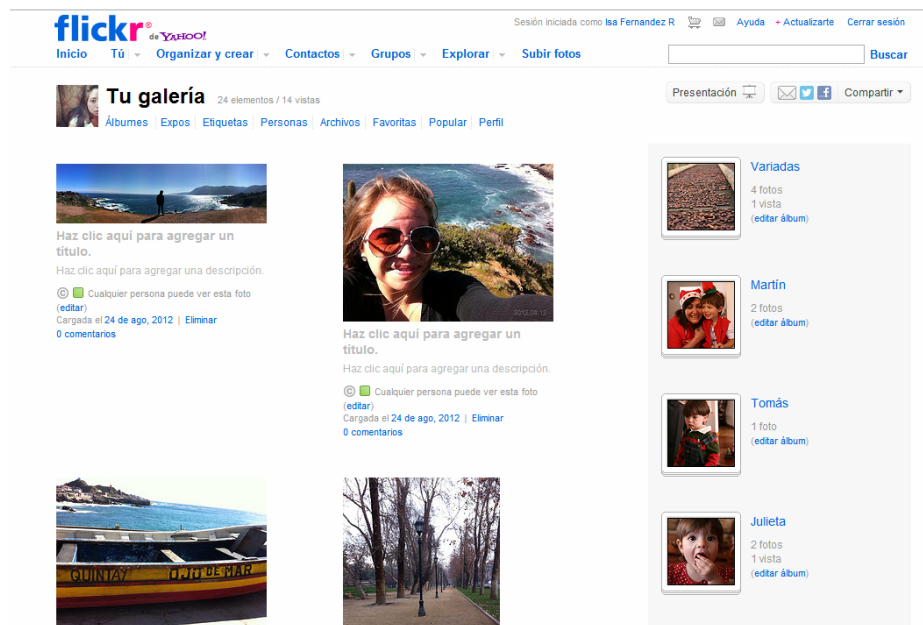 Sesión iniciada como Isa Fernandez R Ayuda + Actualizarte Cerrar sesión
flickr® de YAHOO!
Inicio Tú Organizar y crear Contactos Grupos Explorar Subir fotos Buscar
Tu galería 24 elementos / 14 vistas
Presentación Compartir
Álbumes Expos Etiquetas Personas Archivos Favoritas Popular Perfil
Haz clic aquí para agregar un
título.
Haz clic aquí para agregar una descripción.
© Cualquier persona puede ver esta foto
(editar)
Cargada el 24 de ago, 2012 | Eliminar
0 comentarios
2012.08.12
Haz clic aquí para agregar un
título.
Haz clic aquí para agregar una descripción.
© Cualquier persona puede ver esta foto
(editar)
Cargada el 24 de ago, 2012 | Eliminar
0 comentarios
QUINTAY OJO DE MAR
Variadas
4 fotos
1 vista
(editar álbum)
Martín
2 fotos
(editar álbum)
Tomás
1 foto
(editar álbum)
Julieta
2 fotos
1 vista
(editar álbum)